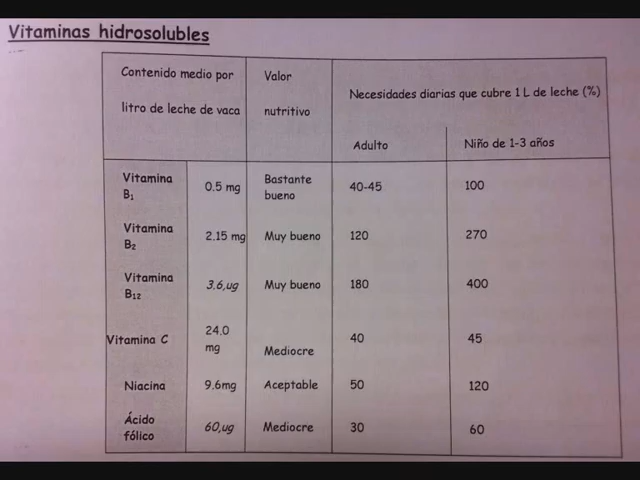 Vitaminas hidrosolubles
Contenido medio por
litro de leche de vaca
Valor
nutritivo
Necesidades diarias que cubre 1 L de leche (%)
Adulto
Niño de 1-3 años
Vitamina
B₁
0.5 mg
Bastante
bueno
40-45
100
Vitamina
B₂
2.15 mg
Muy bueno
120
270
Vitamina
B₁₂
3.6,ug
Muy bueno
180
400
Vitamina C
24.0
mg
Mediocre
40
45
Niacina
9.6mg
Aceptable
50
120
Ácido
fólico
60,ug
Mediocre
30
60